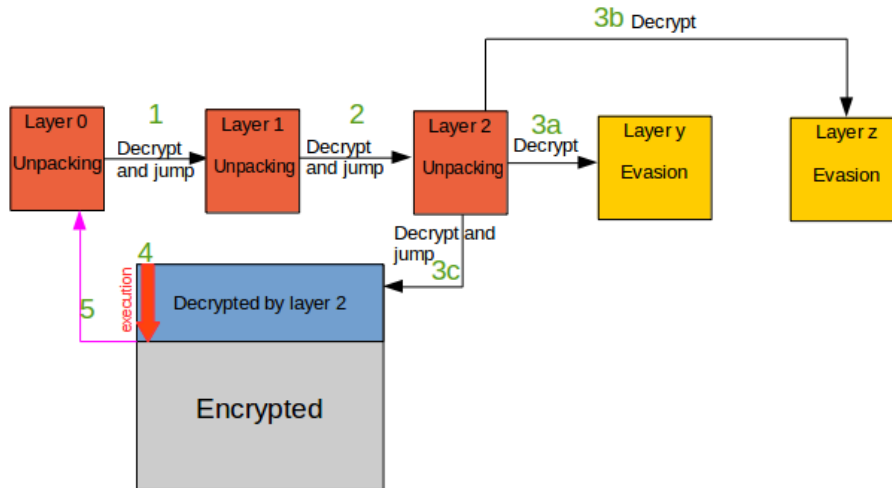 3b Decrypt
Layer 0
Unpacking
1
Decrypt
and jump
Layer 1
Unpacking
2
Decrypt
and jump
Layer 2
Unpacking
3a
Decrypt
Layer y
Evasion
Layer z
Evasion
Decrypt and
jump
3c
4
execution
5
Decrypted by layer 2
Encrypted